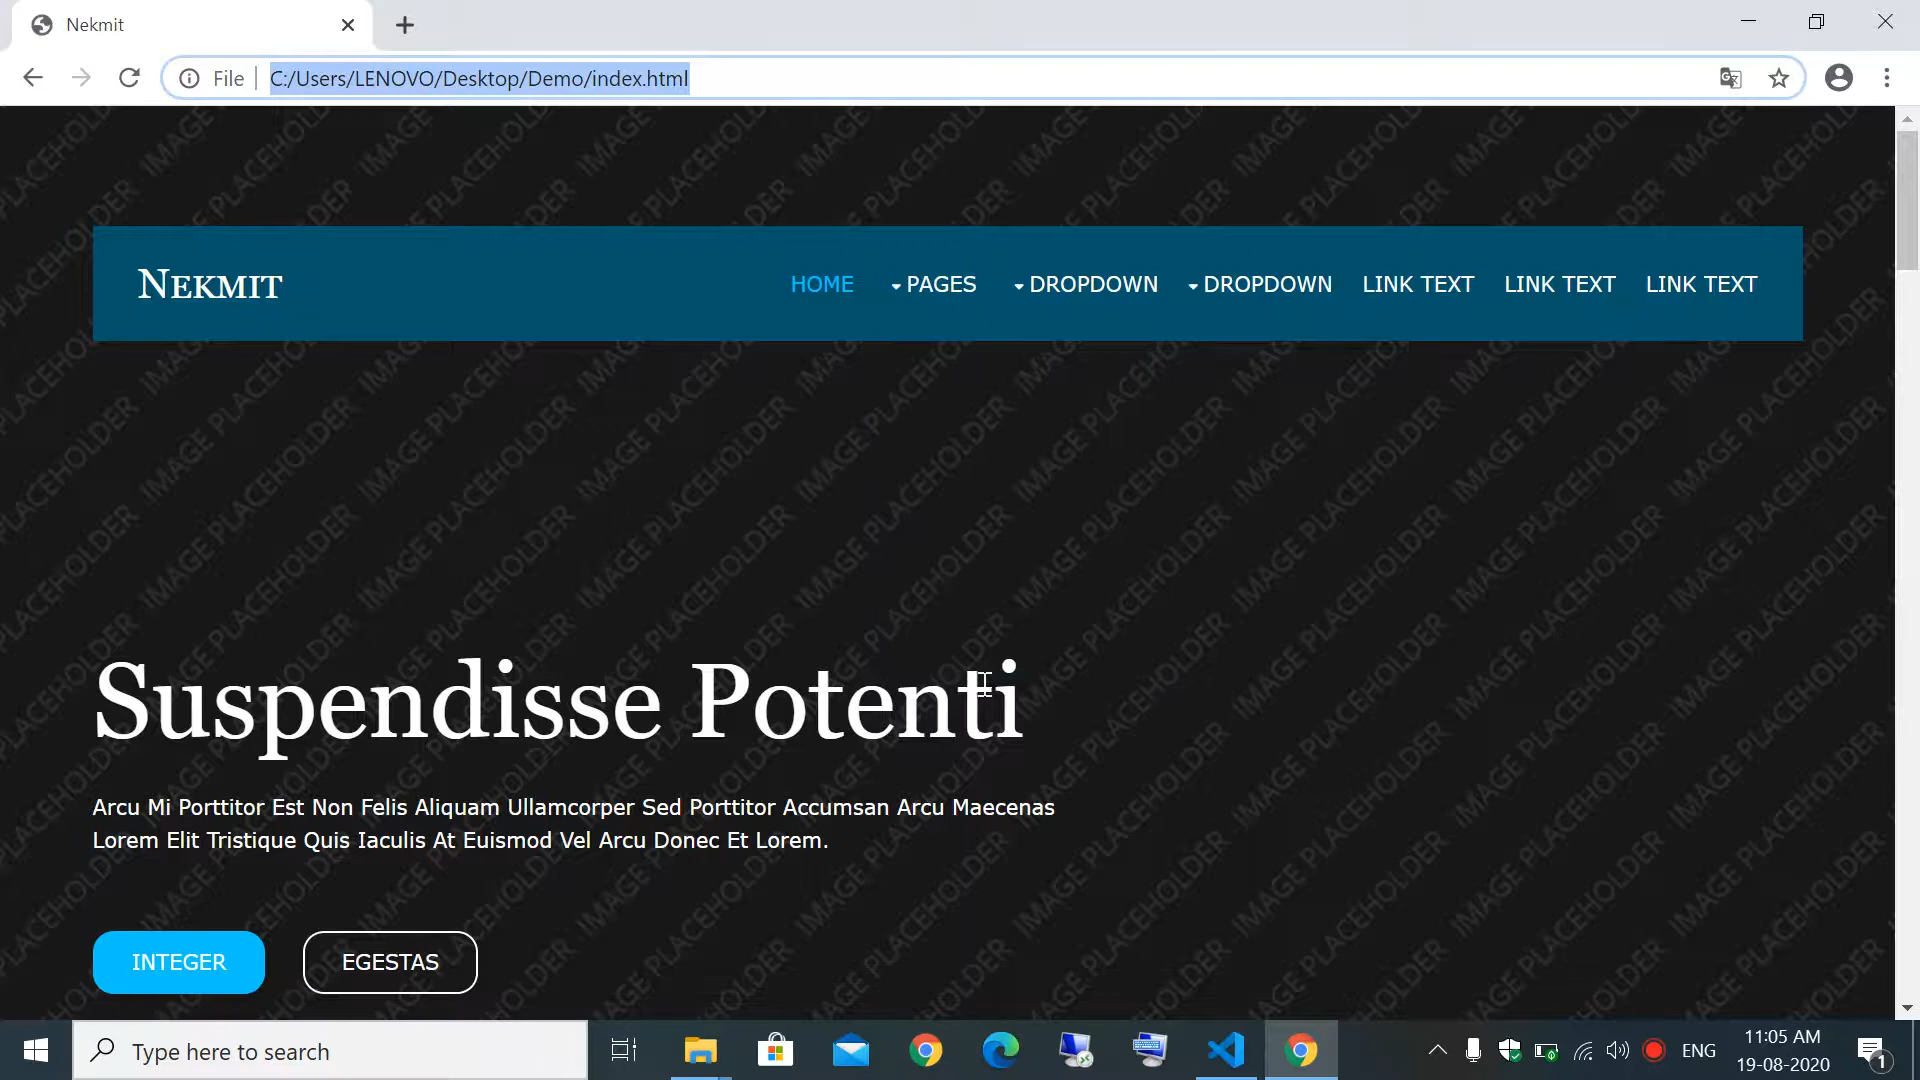 Nekmit
File
C:/Users/LENOVO/Desktop/Demo/index.html
NEKMIT
HOME PAGES DROPDOWN DROPDOWN LINK TEXT LINK TEXT LINK TEXT
IMAGE PLACEHOLDER
Suspendisse Potenti
Arcu Mi Porttitor Est Non Felis Aliquam Ullamcorper Sed Porttitor Accumsan Arcu Maecenas
Lorem Elit Tristique Quis Iaculis At Euismod Vel Arcu Donec Et Lorem.
INTEGER EGESTAS
Type here to search
ENG
11:05 AM
19-08-2020
1